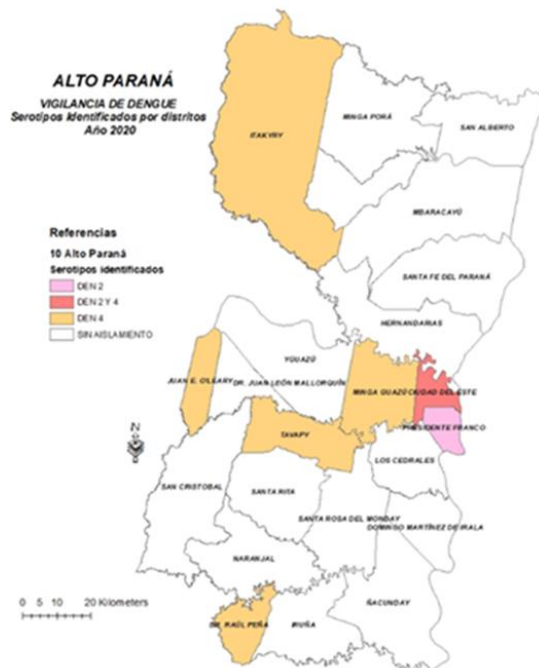 ALTO PARANÁ
VIGILANCIA DE DENGUE
Serotipos Identificados por distritos
Año 2020
Referencias
10 Alto Paraná
Serotipos identificados
DEN 2
DEN 2 Y 4
DEN 4
SIN AISLAMIENTO
ITAKYRY
MINGA PORÁ
SAN ALBERTO
MBARACAYÚ
SANTA FE DEL PARANÁ
HERNANDARIAS
YGUAZÚ
JUAN E. O'LEARY
DR. JUAN LEÓN MALLORQUÍN
MINGA GUAZÚ
CIUDAD DEL ESTE
PRESIDENTE FRANCO
TAVAPY
LOS CEDRALES
SAN CRISTOBAL
SANTA RITA
SANTA ROSA DEL MONDAY
DOMINGO MARTÍNEZ DE IRALA
NARANJAL
ÑACUNDAY
DR. RAÚL PEÑA
IRUÑA
N
0 5 10 20 Kilometers